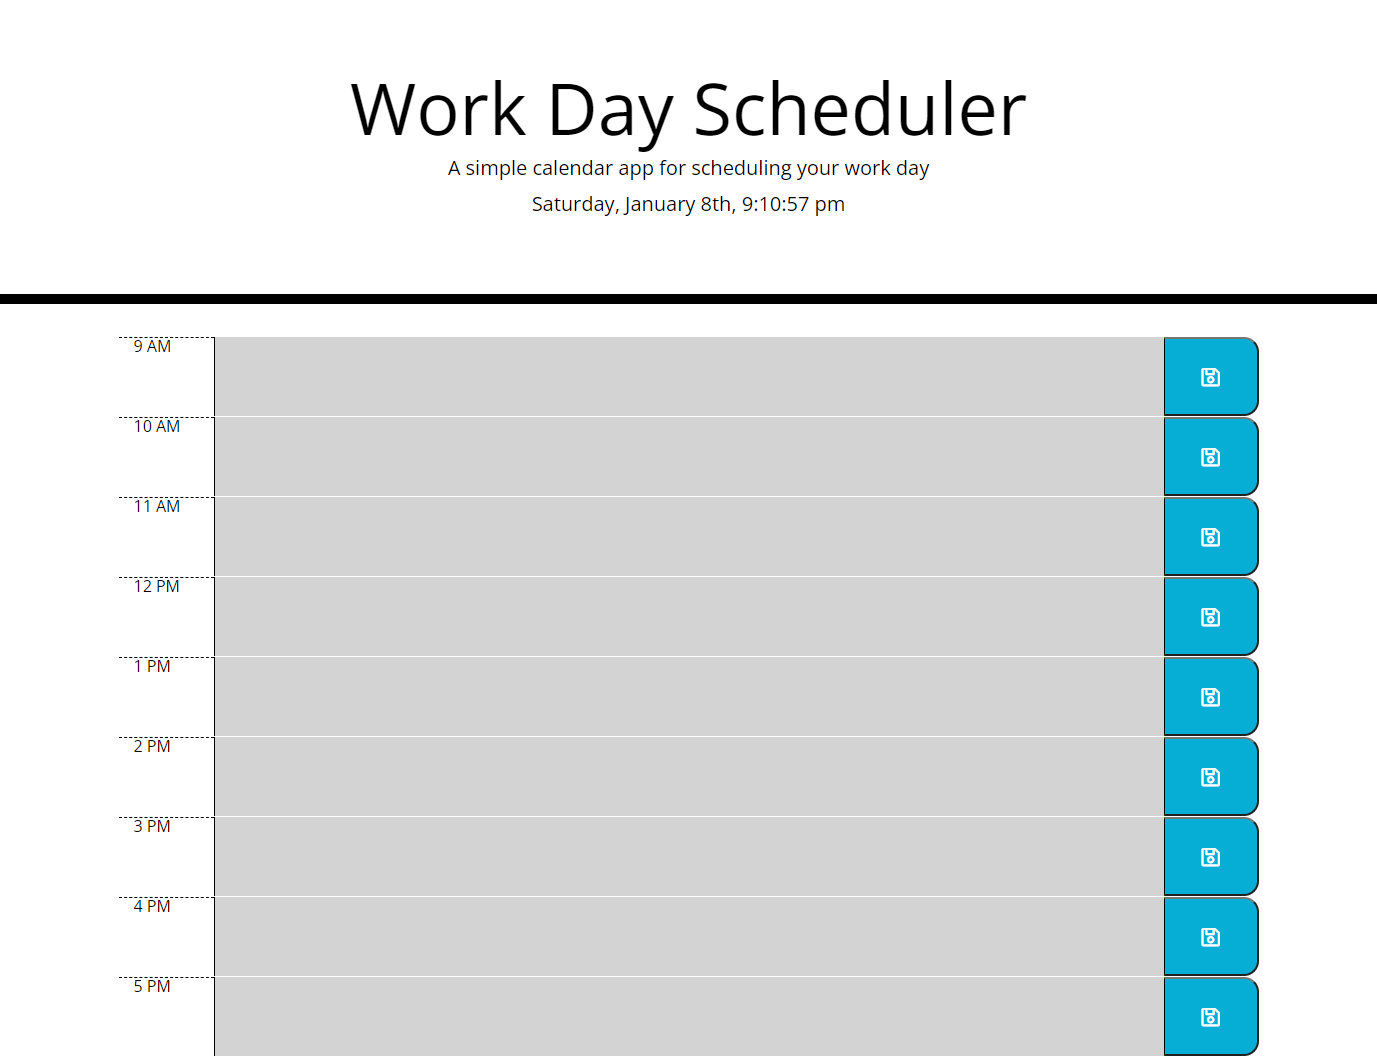 Work Day Scheduler
A simple calendar app for scheduling your work day
Saturday, January 8th, 9:10:57 pm
9 AM
10 AM
11 AM
12 PM
1 PM
2 PM
3 PM
4 PM
5 PM